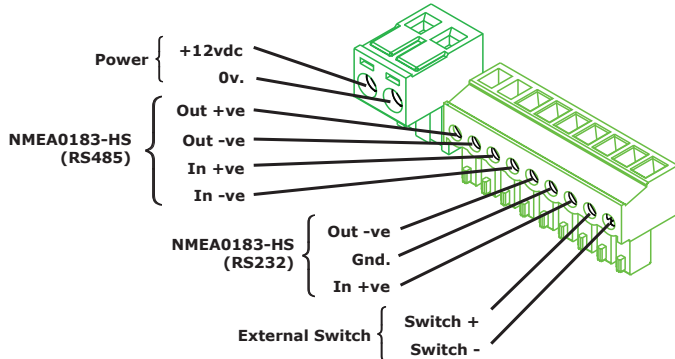 Power
+12vdc
0v.
NMEA0183-HS
(RS485)
Out +ve
Out -ve
In +ve
In -ve
NMEA0183-HS
(RS232)
Out -ve
Gnd.
In +ve
External Switch
Switch +
Switch -